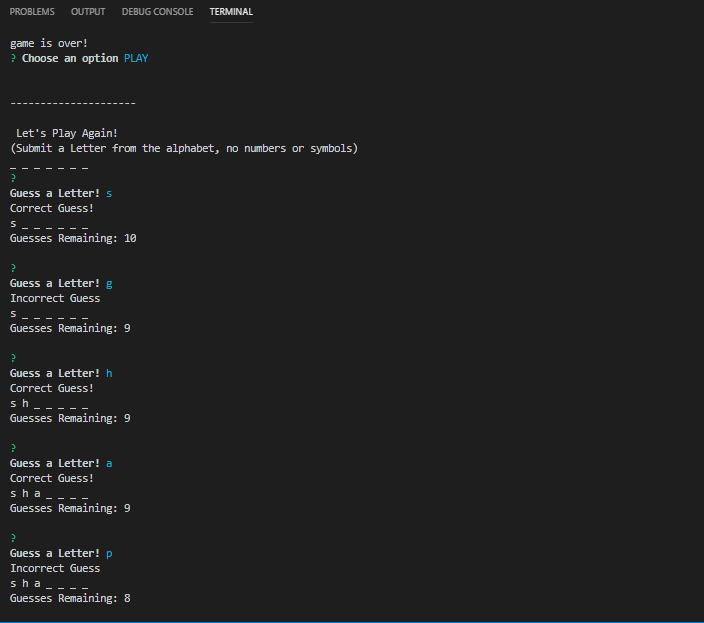 PROBLEMS OUTPUT DEBUG CONSOLE TERMINAL
game is over!
? Choose an option PLAY
---------------------
Let's Play Again!
(Submit a Letter from the alphabet, no numbers or symbols)
_ _ _ _ _ _ _
?
Guess a Letter! s
Correct Guess!
s _ _ _ _ _ _
Guesses Remaining: 10
?
Guess a Letter! g
Incorrect Guess
s _ _ _ _ _ _
Guesses Remaining: 9
?
Guess a Letter! h
Correct Guess!
s h _ _ _ _ _
Guesses Remaining: 9
?
Guess a Letter! a
Correct Guess!
s h a _ _ _ _
Guesses Remaining: 9
?
Guess a Letter! p
Incorrect Guess
s h a _ _ _ _
Guesses Remaining: 8